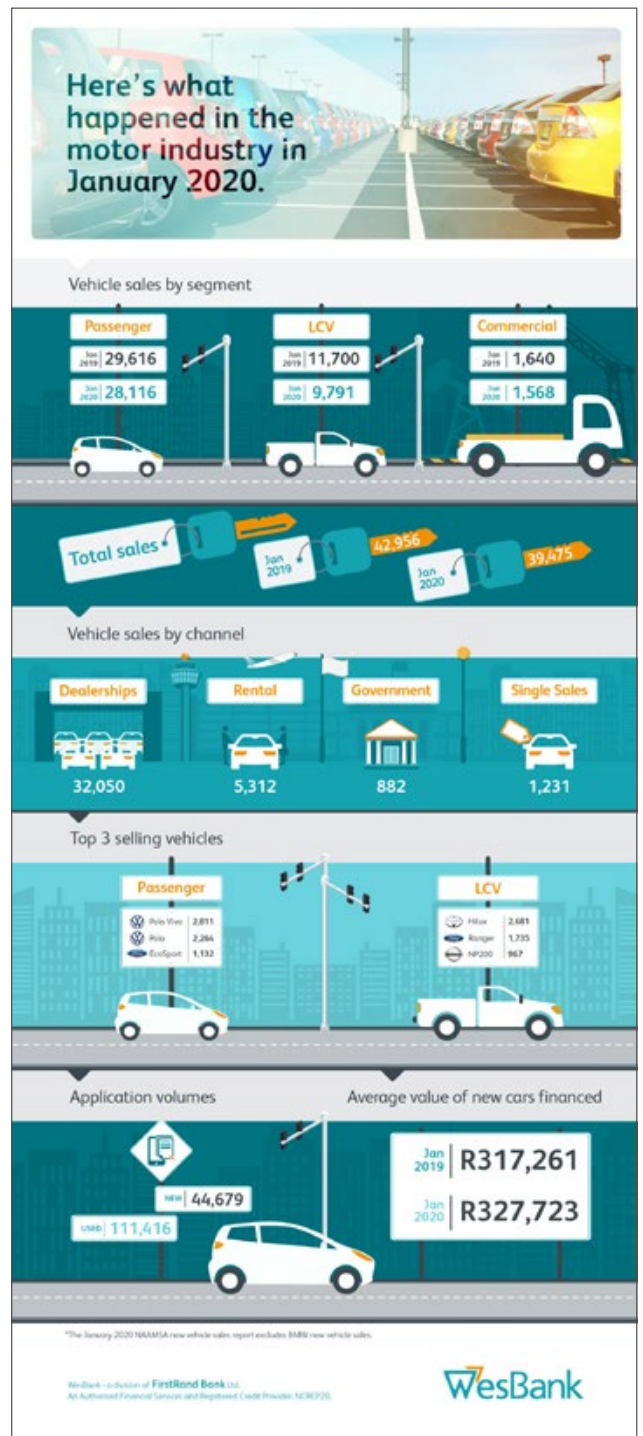 Here's what
happened in the
motor industry in
January 2020.
Vehicle sales by segment
Passenger
Jan 2019 29,616
Jan 2020 28,116
LCV
Jan 2019 11,700
Jan 2020 9,791
Commercial
Jan 2019 1,640
Jan 2020 1,568
Total sales
Jan 2019 42,956
Jan 2020 39,475
Vehicle sales by channel
Dealerships
32,050
Rental
5,312
Government
882
Single Sales
1,231
Top 3 selling vehicles
Passenger
Polo Vivo 2,811
Polo 2,264
EcoSport 1,132
LCV
Hilux 2,681
Ranger 1,735
NP200 967
Application volumes
NEW 44,679
USED 111,416
Average value of new cars financed
Jan 2019 R317,261
Jan 2020 R327,723
*The January 2020 NAAMSA new vehicle sales report excludes BMW new vehicle sales.
WesBank - a division of FirstRand Bank Ltd.
An Authorised Financial Services and Registered Credit Provider. NCRCP20.
WesBank